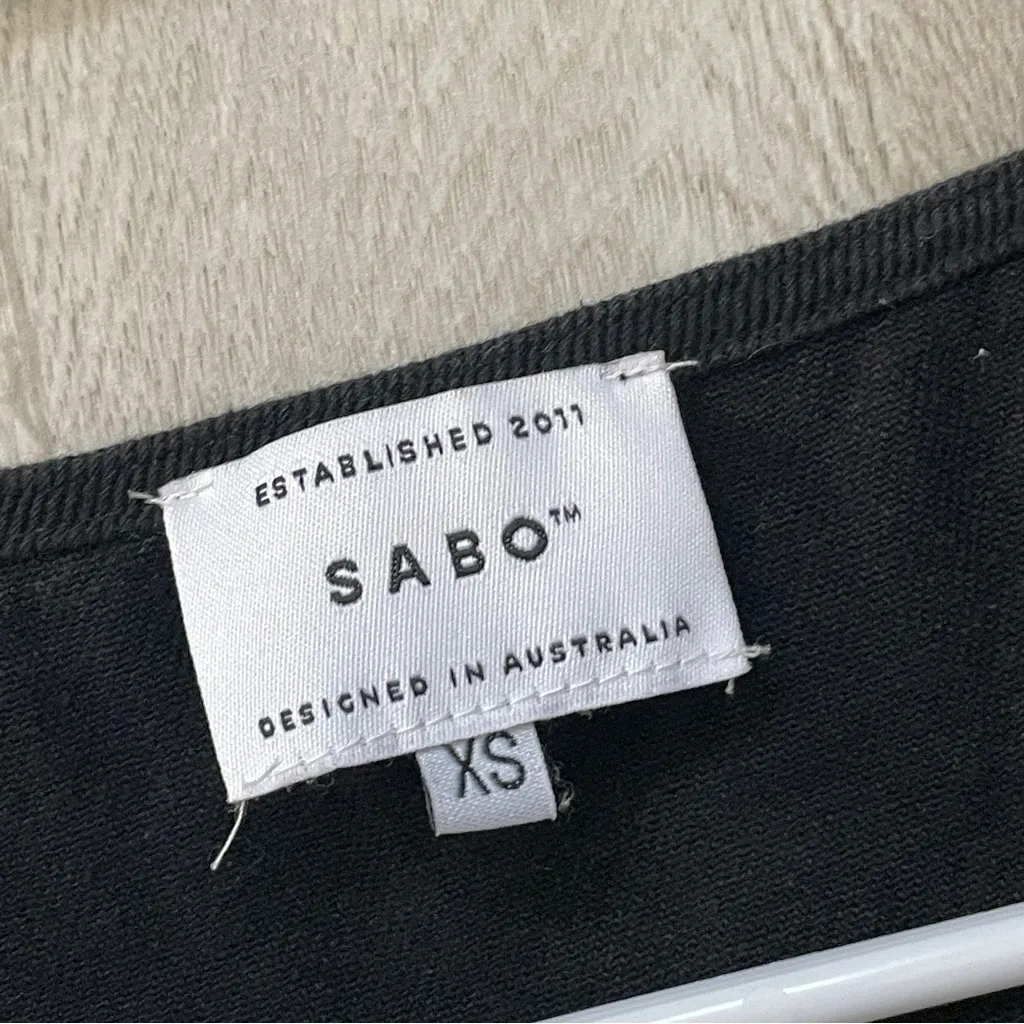 ESTABLISHED 2011
SABO™
DESIGNED IN AUSTRALIA
XS